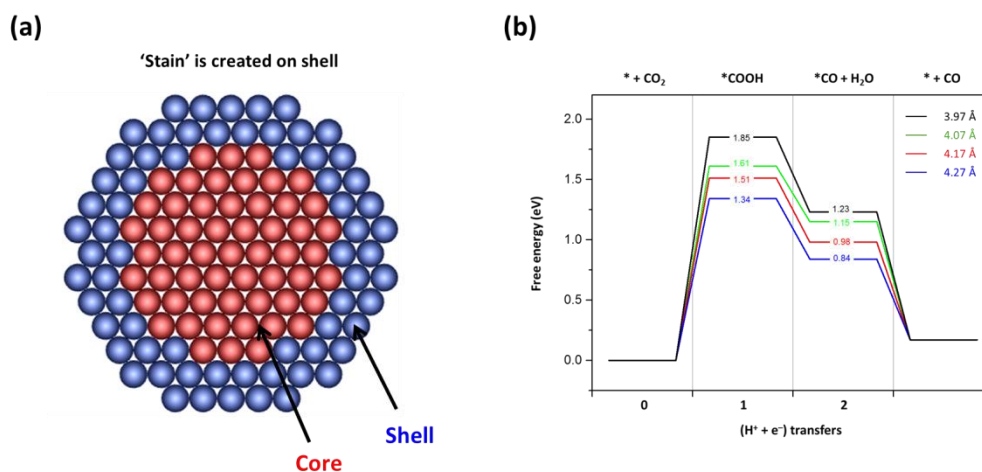 (a)
‘Stain’ is created on shell
Core
Shell
(b)
* + CO₂ *COOH *CO + H₂O * + CO
Free energy (eV)
2.0
1.5
1.0
0.5
0.0
3.97 Å
4.07 Å
4.17 Å
4.27 Å
1.85
1.61
1.51
1.34
1.23
1.15
0.98
0.84
0 1 2
(H⁺ + e⁻) transfers